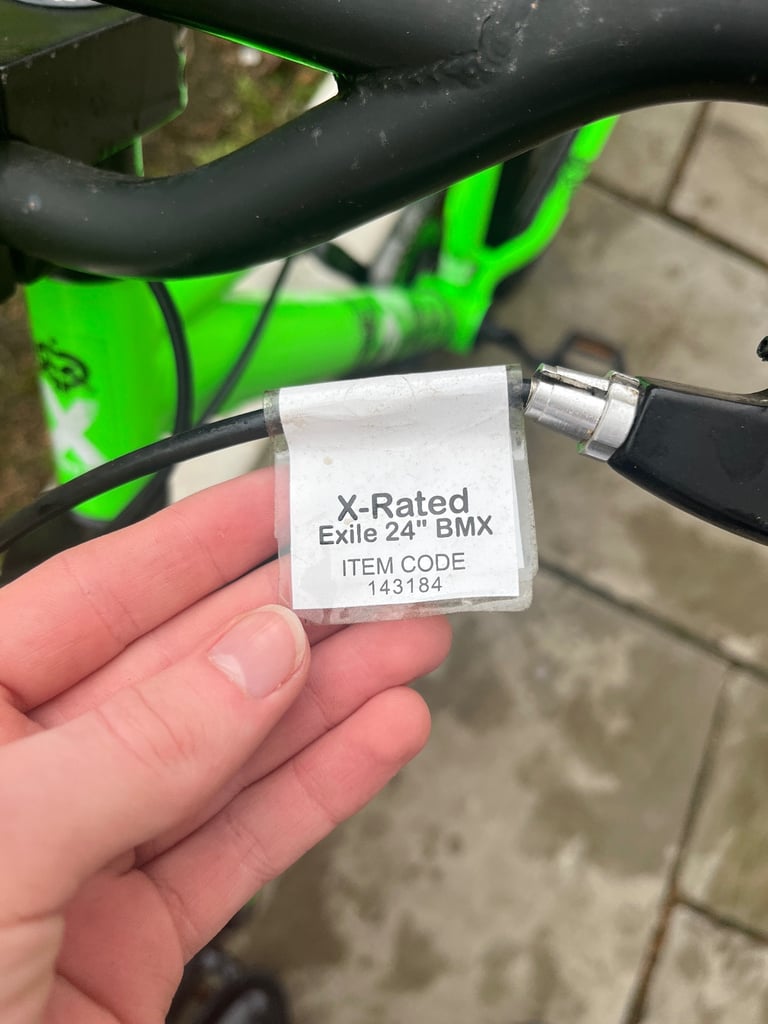 X-Rated
Exile 24" BMX
ITEM CODE
143184